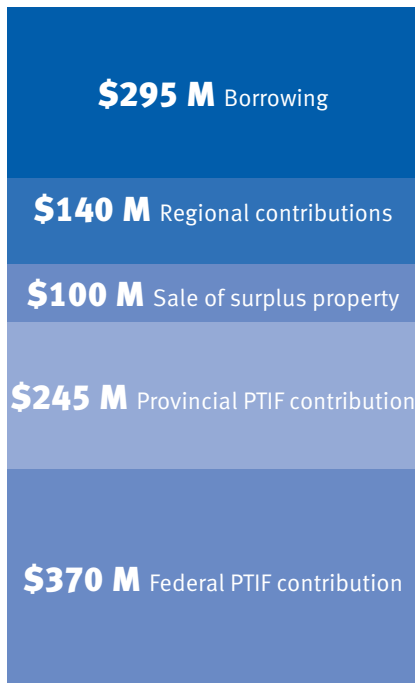 $295 M Borrowing
$140 M Regional contributions
$100 M Sale of surplus property
$245 M Provincial PTIF contribution
$370 M Federal PTIF contribution